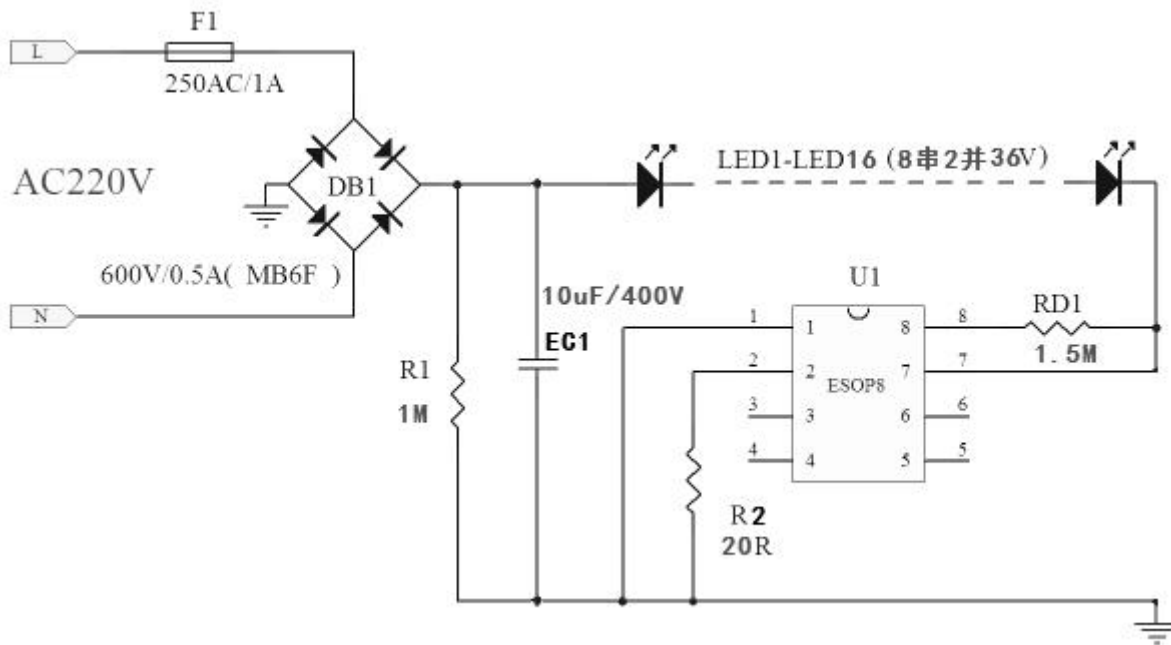 F1
L
250AC/1A
AC220V
DB1
LED1-LED16 (8串2并36V)
600V/0.5A( MB6F )
N
10uF/400V
EC1
R1
1M
U1
1
1
8
8
RD1
1.5M
2
2
7
7
ESOP8
3
3
6
6
4
4
5
5
R2
20R